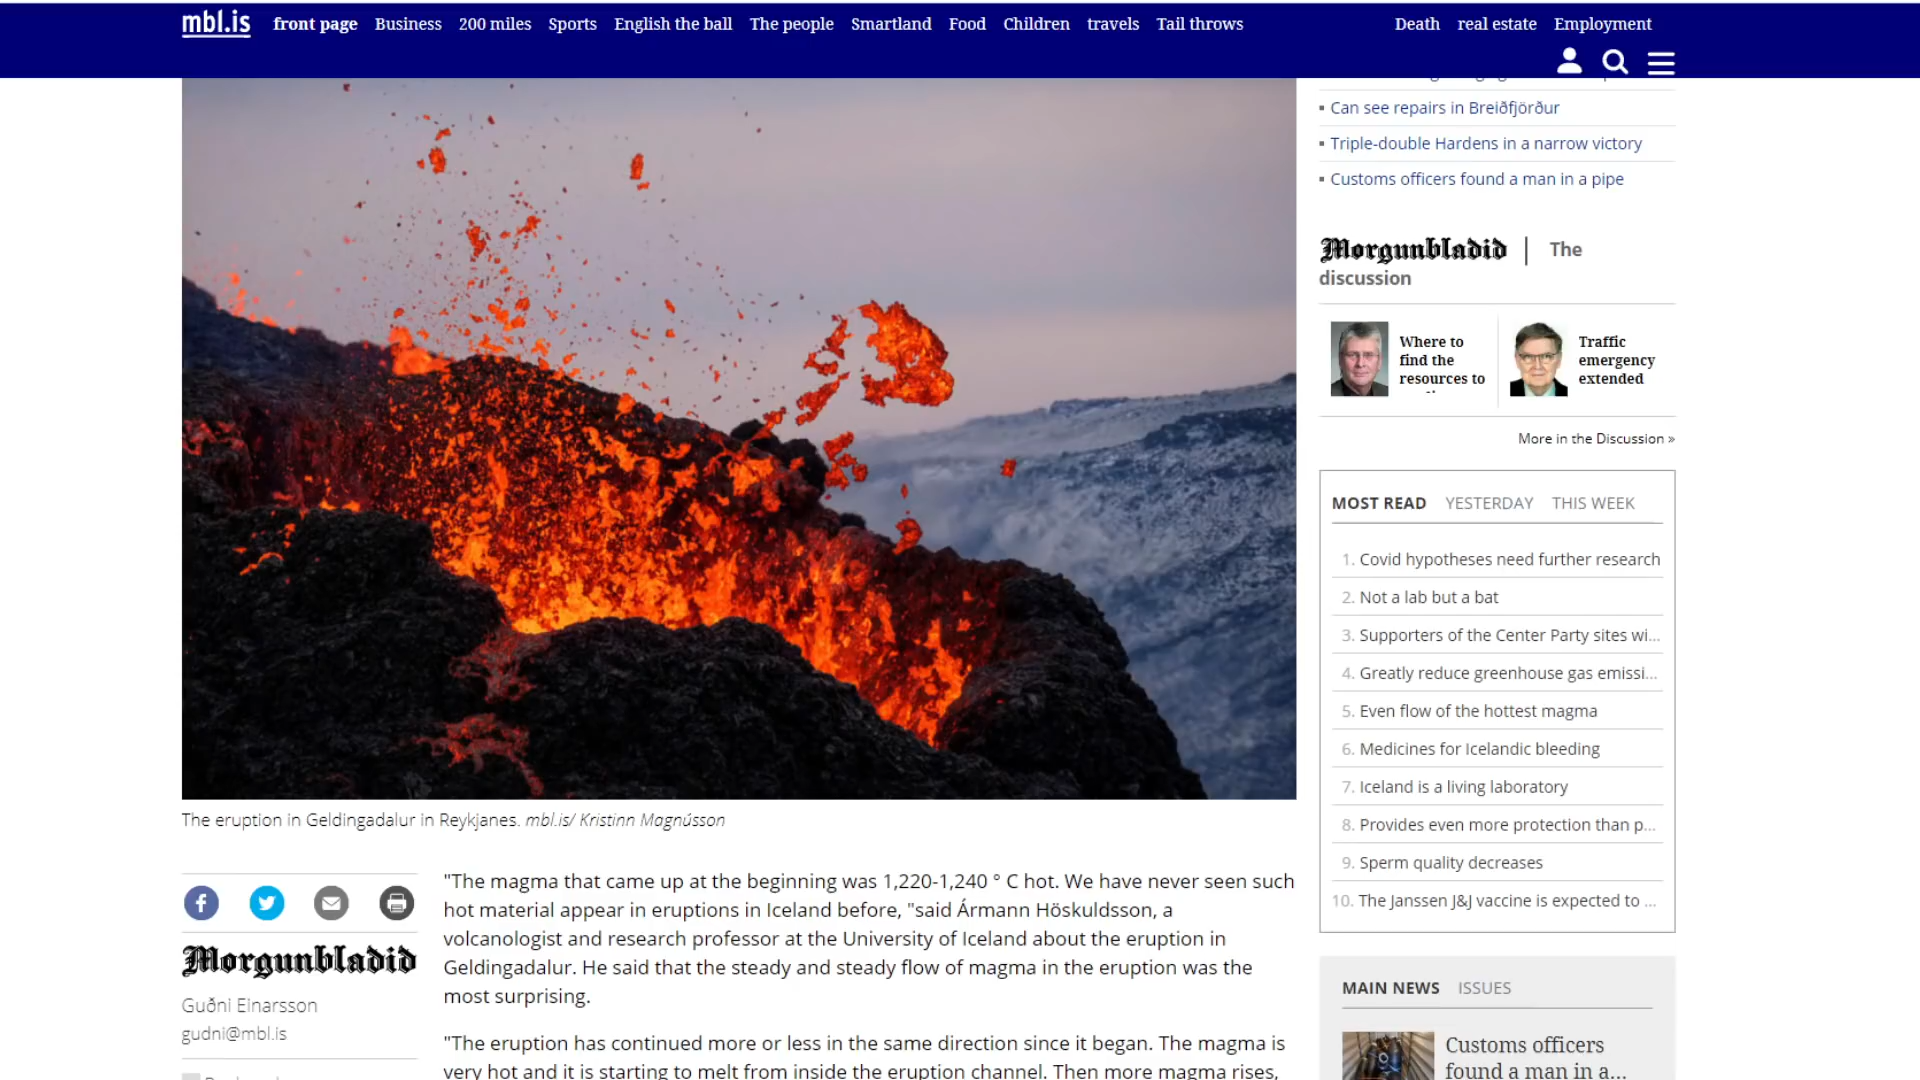 mbl.is front page Business 200 miles Sports English the ball The people Smartland Food Children travels Tail throws Death real estate Employment
Can see repairs in Breiðfjörður
Triple-double Hardens in a narrow victory
Customs officers found a man in a pipe
Morgunbladid | The
discussion
Where to
find the
resources to
Traffic
emergency
extended
More in the Discussion »
MOST READ YESTERDAY THIS WEEK
1. Covid hypotheses need further research
2. Not a lab but a bat
3. Supporters of the Center Party sites wi...
4. Greatly reduce greenhouse gas emissi...
5. Even flow of the hottest magma
6. Medicines for Icelandic bleeding
7. Iceland is a living laboratory
8. Provides even more protection than p...
9. Sperm quality decreases
10. The Janssen J&J vaccine is expected to ...
MAIN NEWS ISSUES
Customs officers
found a man in a...
The eruption in Geldingadalur in Reykjanes. mbl.is/ Kristinn Magnússon
Morgunbladid
Guðni Einarsson
gudni@mbl.is
"The magma that came up at the beginning was 1,220-1,240 ° C hot. We have never seen such
hot material appear in eruptions in Iceland before, "said Ármann Höskuldsson, a
volcanologist and research professor at the University of Iceland about the eruption in
Geldingadalur. He said that the steady and steady flow of magma in the eruption was the
most surprising.
"The eruption has continued more or less in the same direction since it began. The magma is
very hot and it is starting to melt from inside the eruption channel. Then more magma rises,